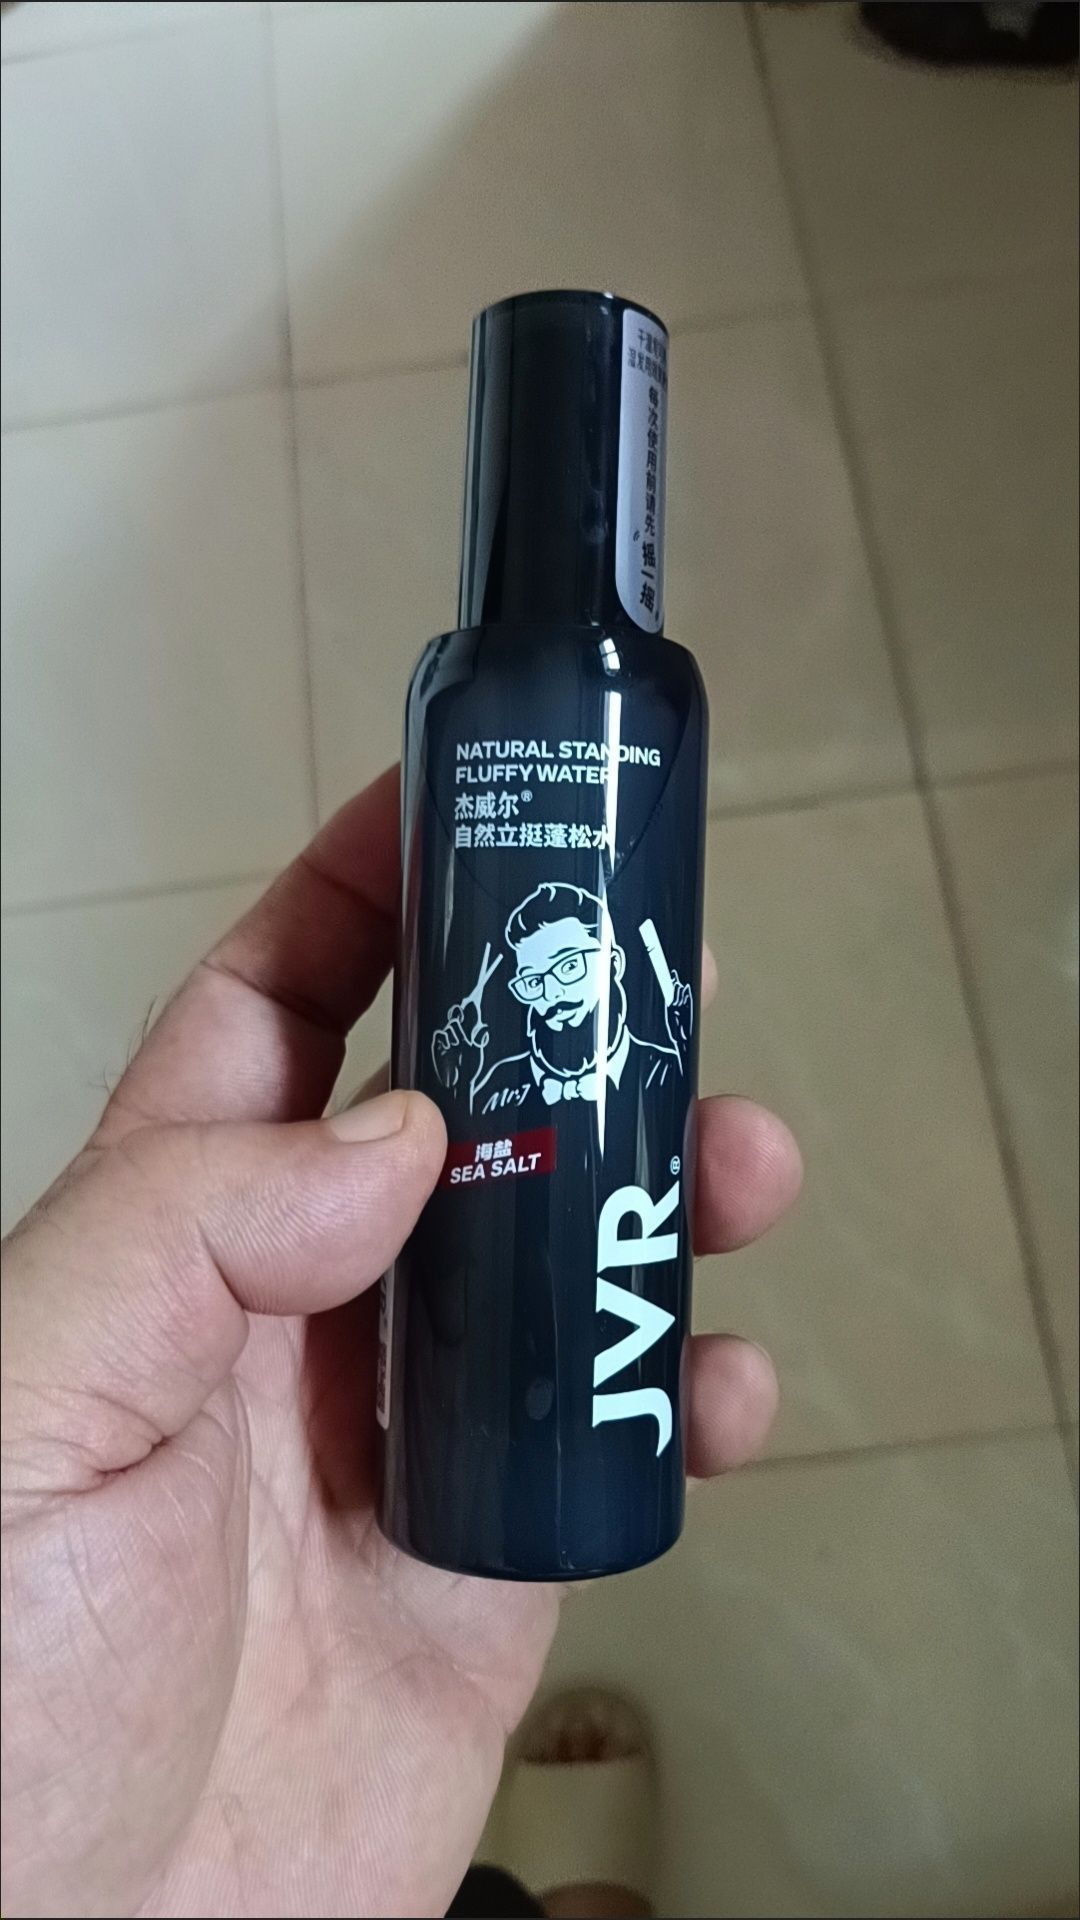 每次使用前请先 摇一摇
NATURAL STANDING
FLUFFY WATER
杰威尔®
自然立挺蓬松水
Mr.J
海盐
SEA SALT
JVR®